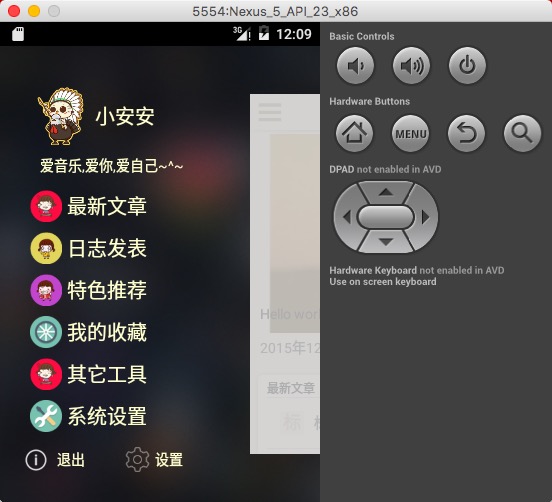 5554:Nexus_5_API_23_x86
3G
12:09
小安安
爱音乐,爱你,爱自己~^~
最新文章
日志发表
特色推荐
我的收藏
其它工具
系统设置
退出
设置
Hello wor
2015年12
最新文章
标
Basic Controls
Hardware Buttons
MENU
DPAD not enabled in AVD
Hardware Keyboard not enabled in AVD
Use on screen keyboard